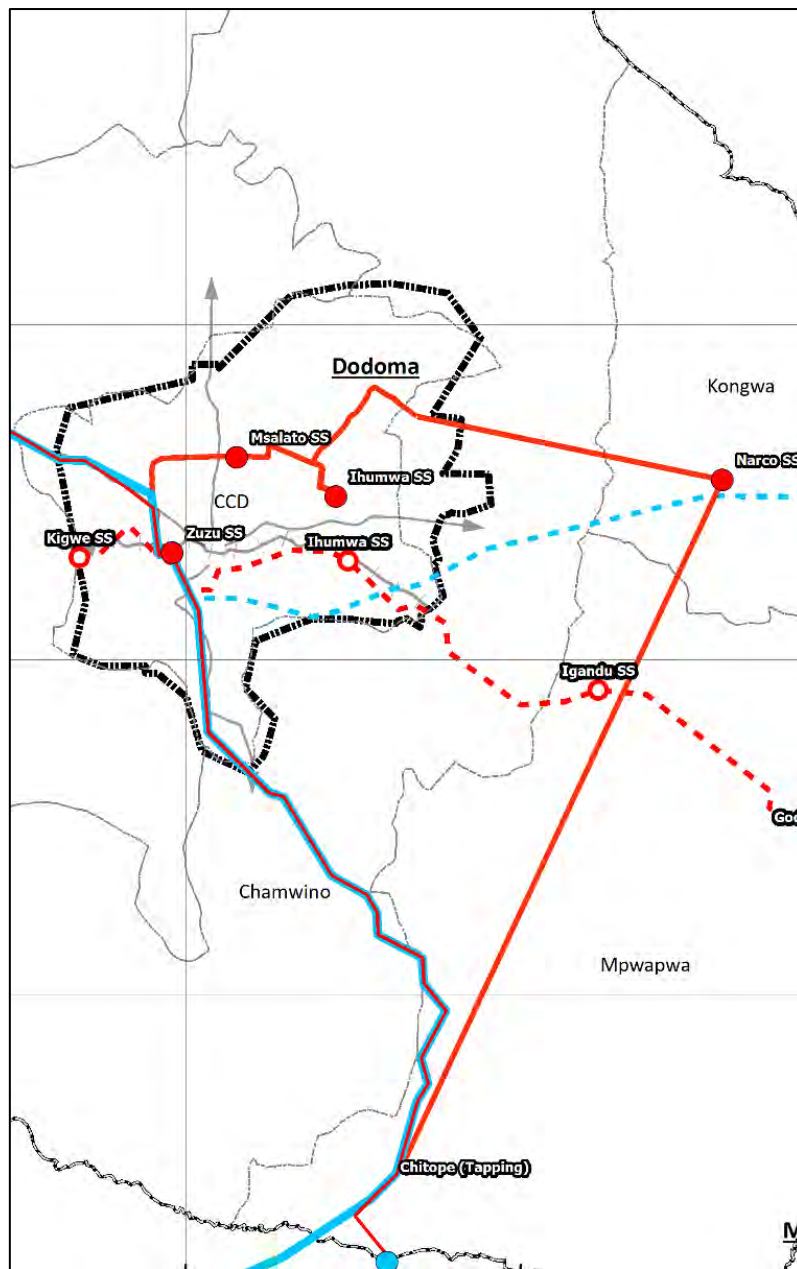 Dodoma
Kongwa
Msalato SS
Narco SS
Ihumwa SS
CCD
Zuzu SS
Kigwe SS
Ihumwa SS
Igandu SS
God
Chamwino
Mpwapwa
Chitope (Tapping)
M